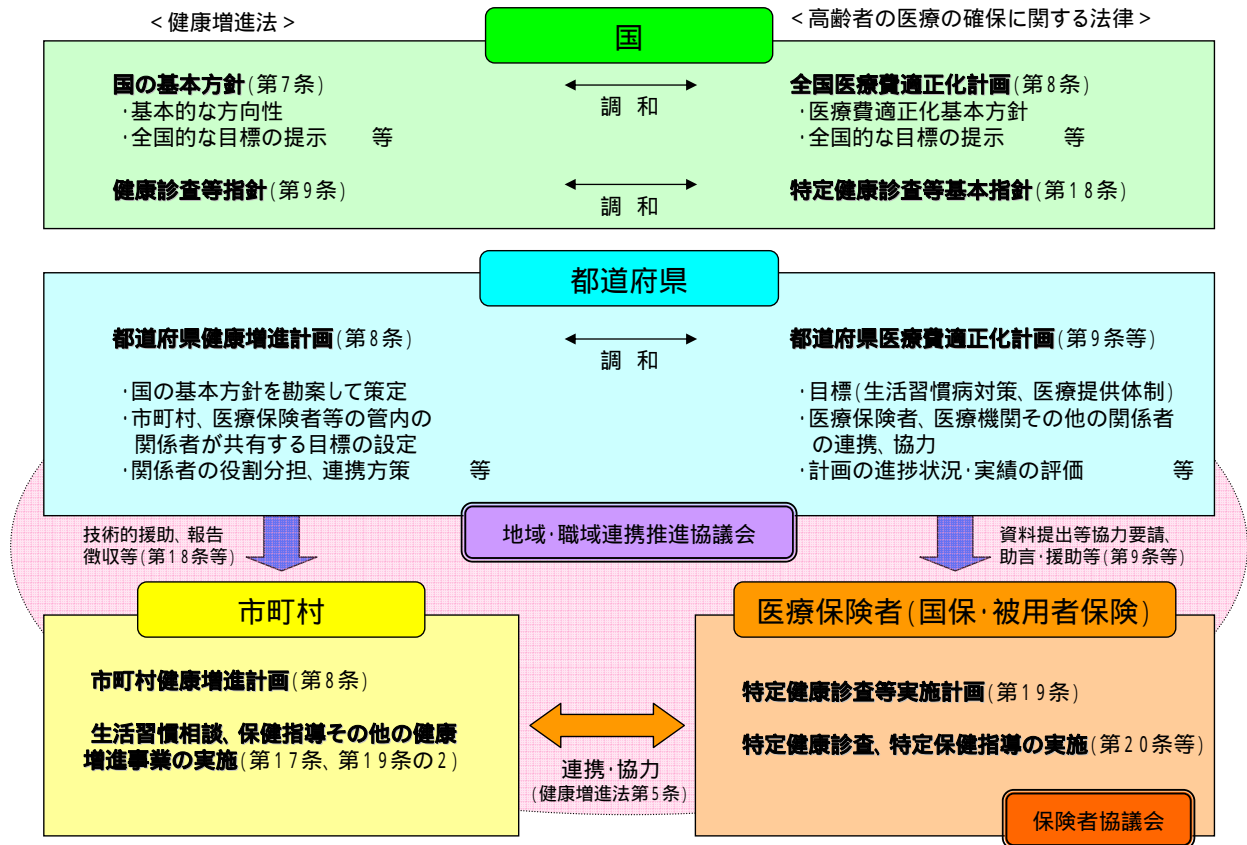 ＜健康増進法＞
＜高齢者の医療の確保に関する法律＞
国
国の基本方針(第7条)
・基本的な方向性
・全国的な目標の提示　　等
調 和
全国医療費適正化計画(第8条)
・医療費適正化基本方針
・全国的な目標の提示　　等
健康診査等指針(第9条)
調 和
特定健康診査等基本指針(第18条)
都道府県
都道府県健康増進計画(第8条)
調 和
都道府県医療費適正化計画(第9条等)
・国の基本方針を勘案して策定
・市町村、医療保険者等の管内の
関係者が共有する目標の設定
・関係者の役割分担、連携方策　　等
・目標(生活習慣病対策、医療提供体制)
・医療保険者、医療機関その他の関係者
の連携、協力
・計画の進捗状況・実績の評価　　等
技術的援助、報告
徴収等(第18条等)
地域・職域連携推進協議会
資料提出等協力要請、
助言・援助等(第9条等)
市町村
市町村健康増進計画(第8条)
生活習慣相談、保健指導その他の健康
増進事業の実施(第17条、第19条の2)
連携・協力
(健康増進法第5条)
医療保険者(国保・被用者保険)
特定健康診査等実施計画(第19条)
特定健康診査、特定保健指導の実施(第20条等)
保険者協議会